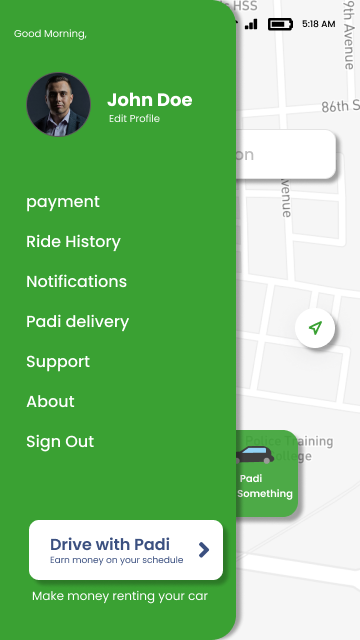 HSS
9th Avenue
5:18 AM
Good Morning,
John Doe
Edit Profile
86th S
on
venue
payment
Ride History
Notifications
Padi delivery
Support
About
Sign Out
Police Training
College
Padi
Something
Drive with Padi
Earn money on your schedule
Make money renting your car